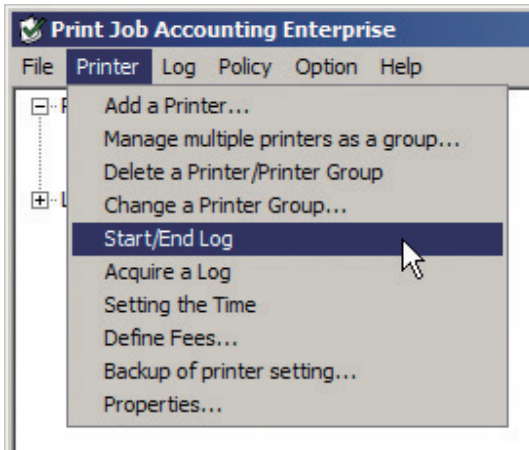 Print Job Accounting Enterprise
File Printer Log Policy Option Help
Add a Printer...
Manage multiple printers as a group...
Delete a Printer/Printer Group
Change a Printer Group...
Start/End Log
Acquire a Log
Setting the Time
Define Fees...
Backup of printer setting...
Properties...